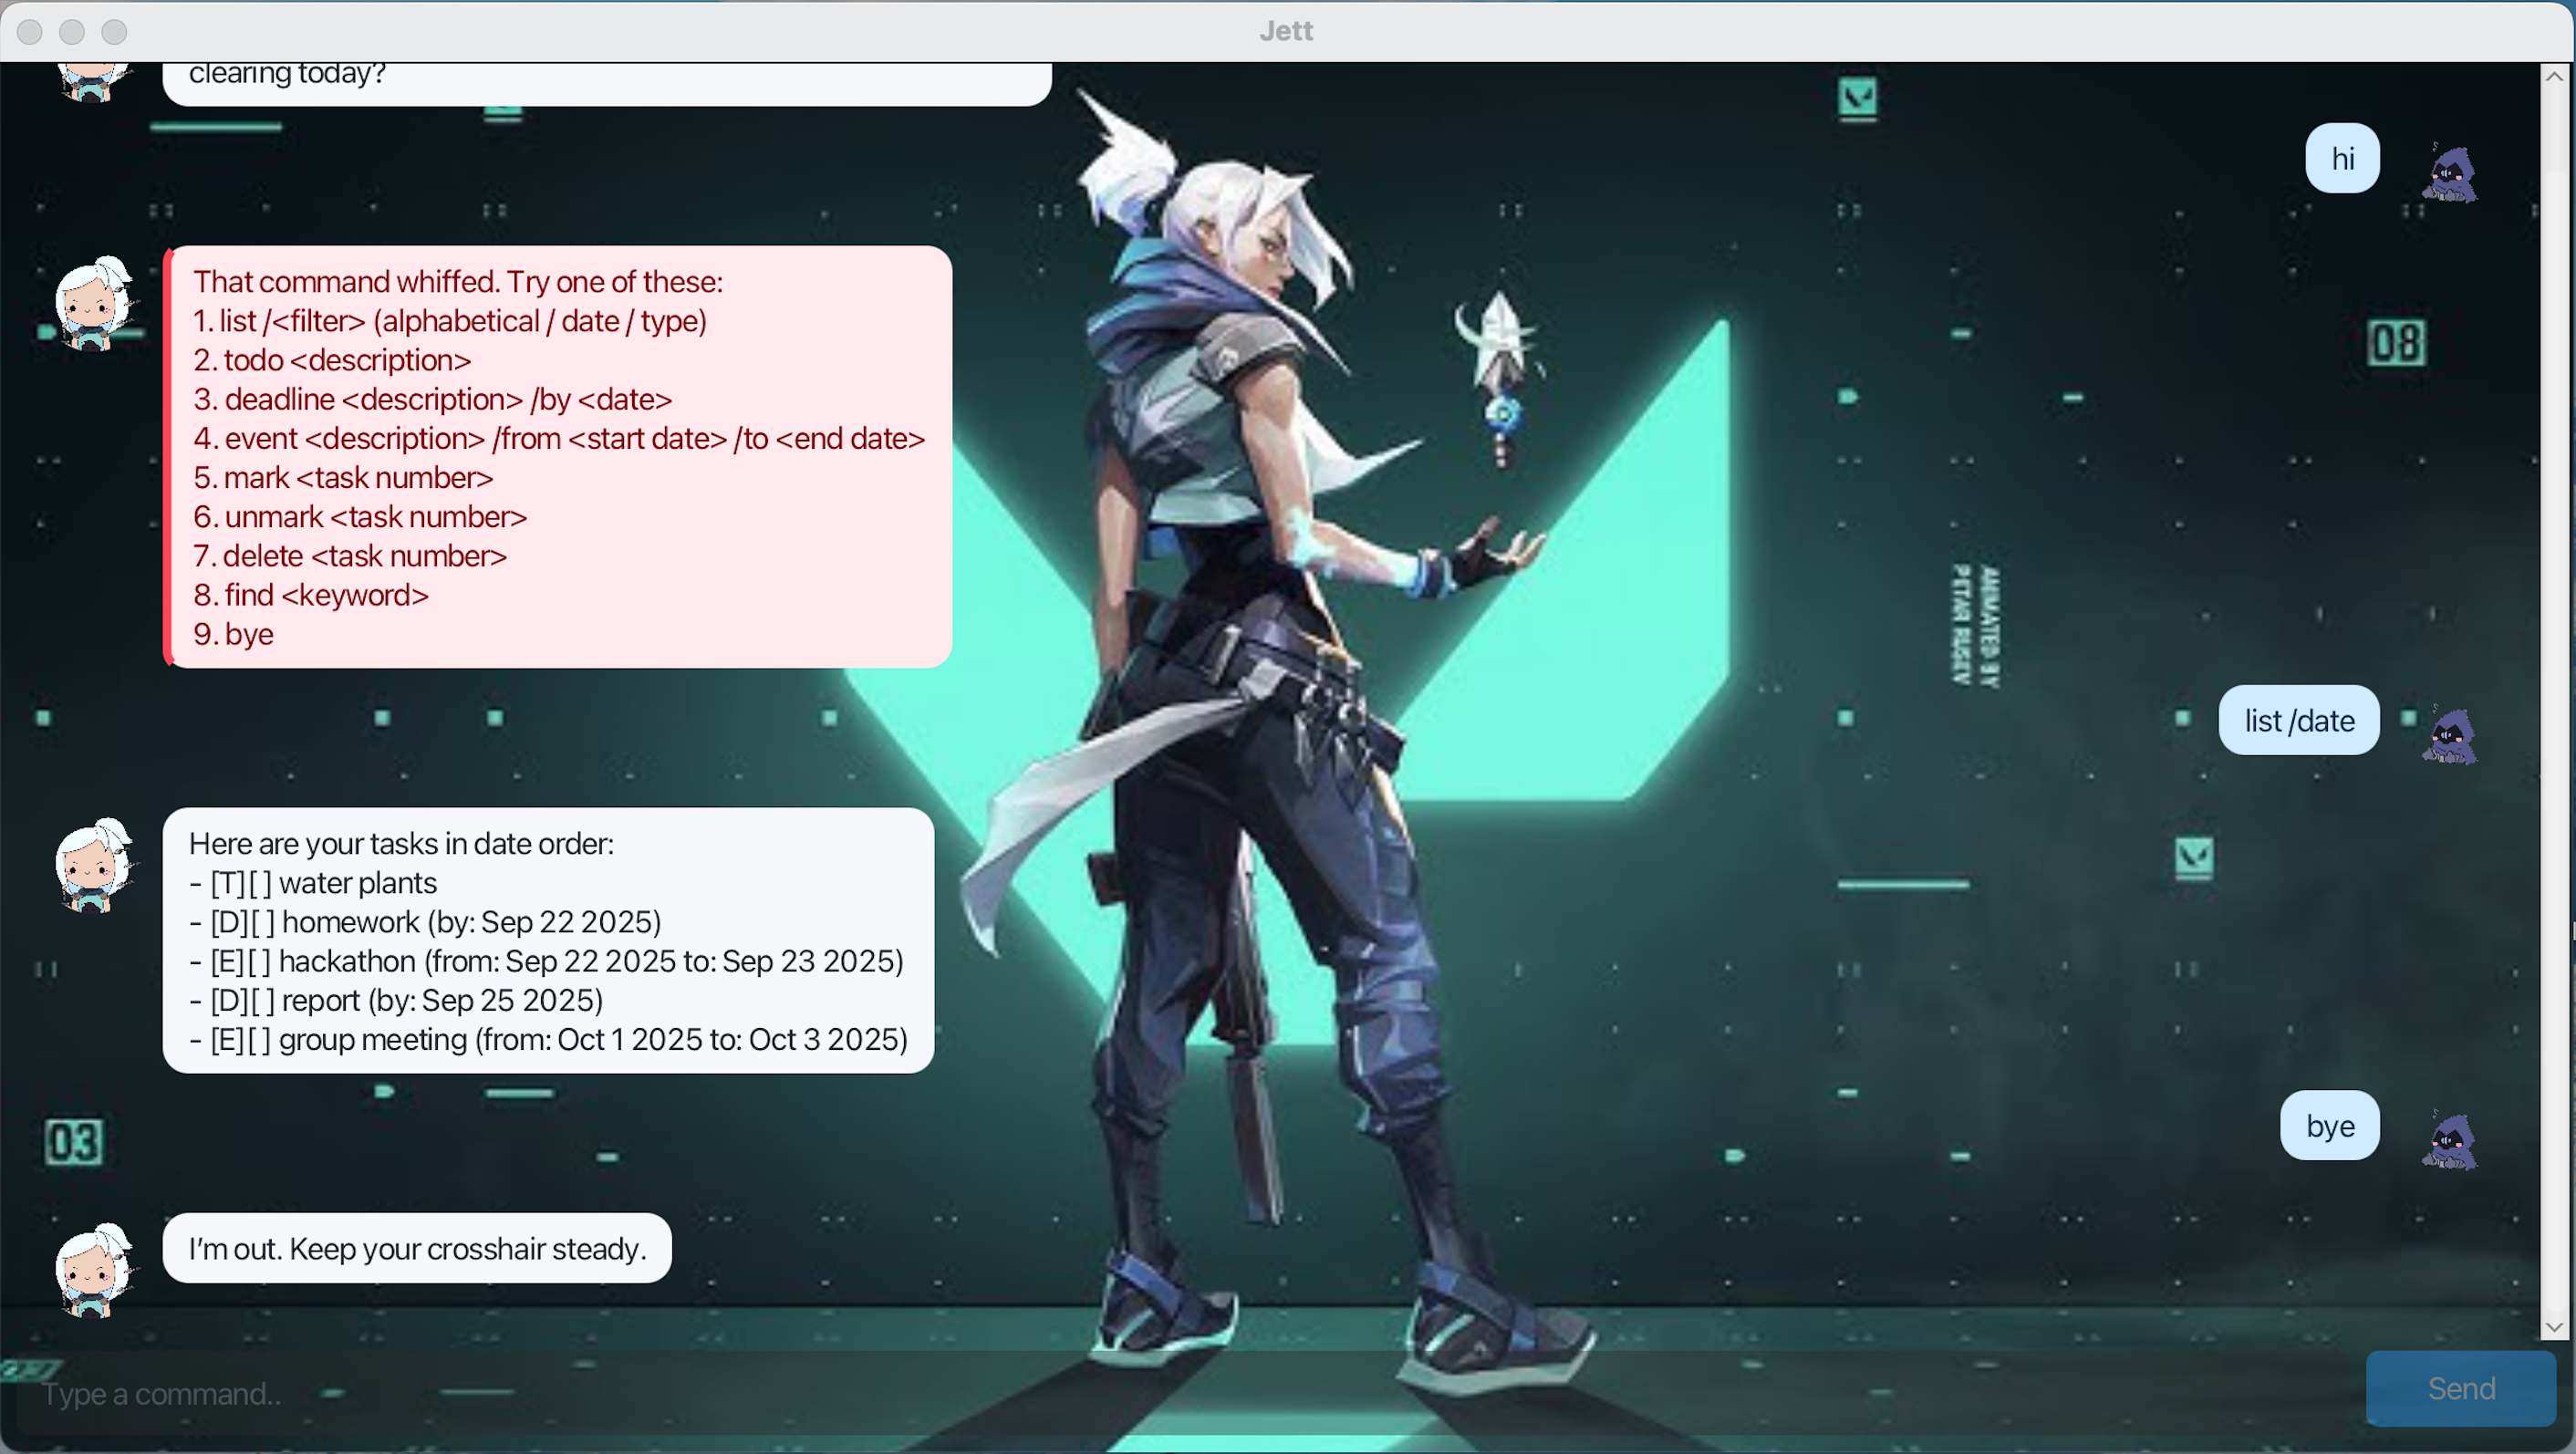 Jett
clearing today?
hi
That command whiffed. Try one of these:
1. list /<filter> (alphabetical / date / type)
2. todo <description>
3. deadline <description> /by <date>
4. event <description> /from <start date> /to <end date>
5. mark <task number>
6. unmark <task number>
7. delete <task number>
8. find <keyword>
9. bye
08
ANIMATED BY
PETAR RUSEV
list /date
Here are your tasks in date order:
- [T][ ] water plants
- [D][ ] homework (by: Sep 22 2025)
- [E][ ] hackathon (from: Sep 22 2025 to: Sep 23 2025)
- [D][ ] report (by: Sep 25 2025)
- [E][ ] group meeting (from: Oct 1 2025 to: Oct 3 2025)
03
bye
I'm out. Keep your crosshair steady.
Type a command..
Send